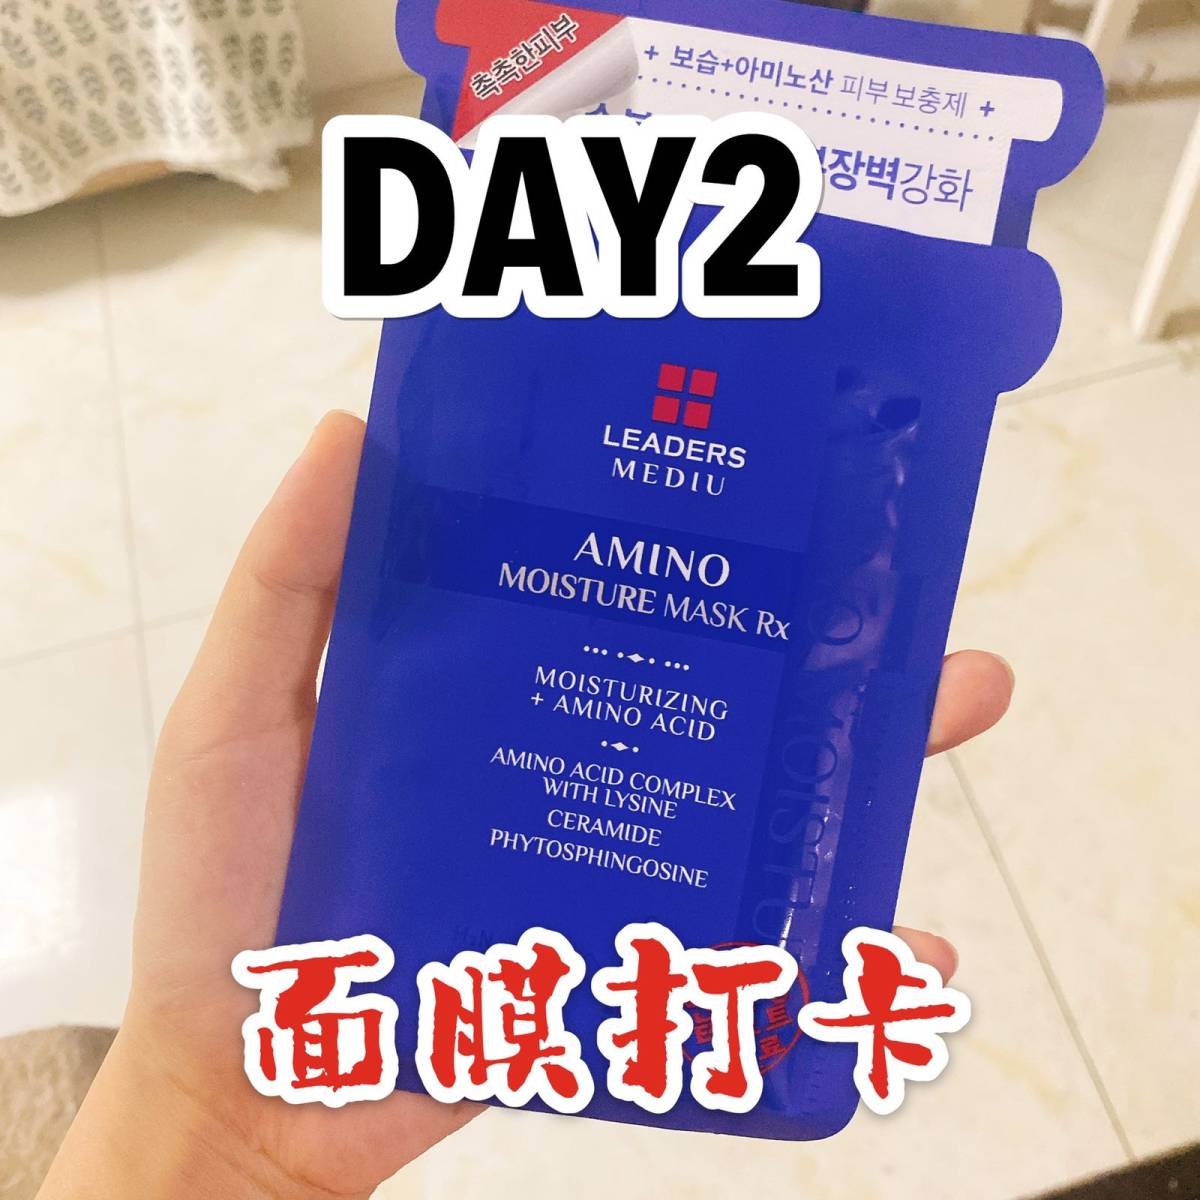 촉촉한피부
+ 보습+아미노산 피부 보충제 +
장벽강화
DAY2
LEADERS
MEDIU
AMINO
MOISTURE MASK Rx
MOISTURIZING
+ AMINO ACID
AMINO ACID COMPLEX
WITH LYSINE
CERAMIDE
PHYTOSPHINGOSINE
面膜打卡